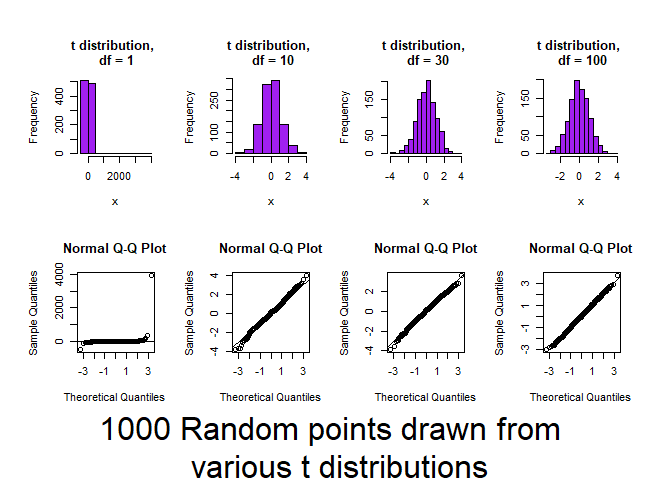 t distribution, df = 1
t distribution, df = 10
t distribution, df = 30
t distribution, df = 100
Frequency
0 200 400
0 2000
x
Frequency
0 50 150 250
-4 -2 0 2 4
x
Frequency
0 50 150
-4 -2 0 2 4
x
Frequency
0 50 150
-2 0 2 4
x
Normal Q-Q Plot
Normal Q-Q Plot
Normal Q-Q Plot
Normal Q-Q Plot
Sample Quantiles
0 2000 4000
-3 -1 1 3
Theoretical Quantiles
Sample Quantiles
-4 -2 0 2 4
-3 -1 1 3
Theoretical Quantiles
Sample Quantiles
-4 -2 0 2
-3 -1 1 3
Theoretical Quantiles
Sample Quantiles
-3 -1 1 3
-3 -1 1 3
Theoretical Quantiles
1000 Random points drawn from
various t distributions